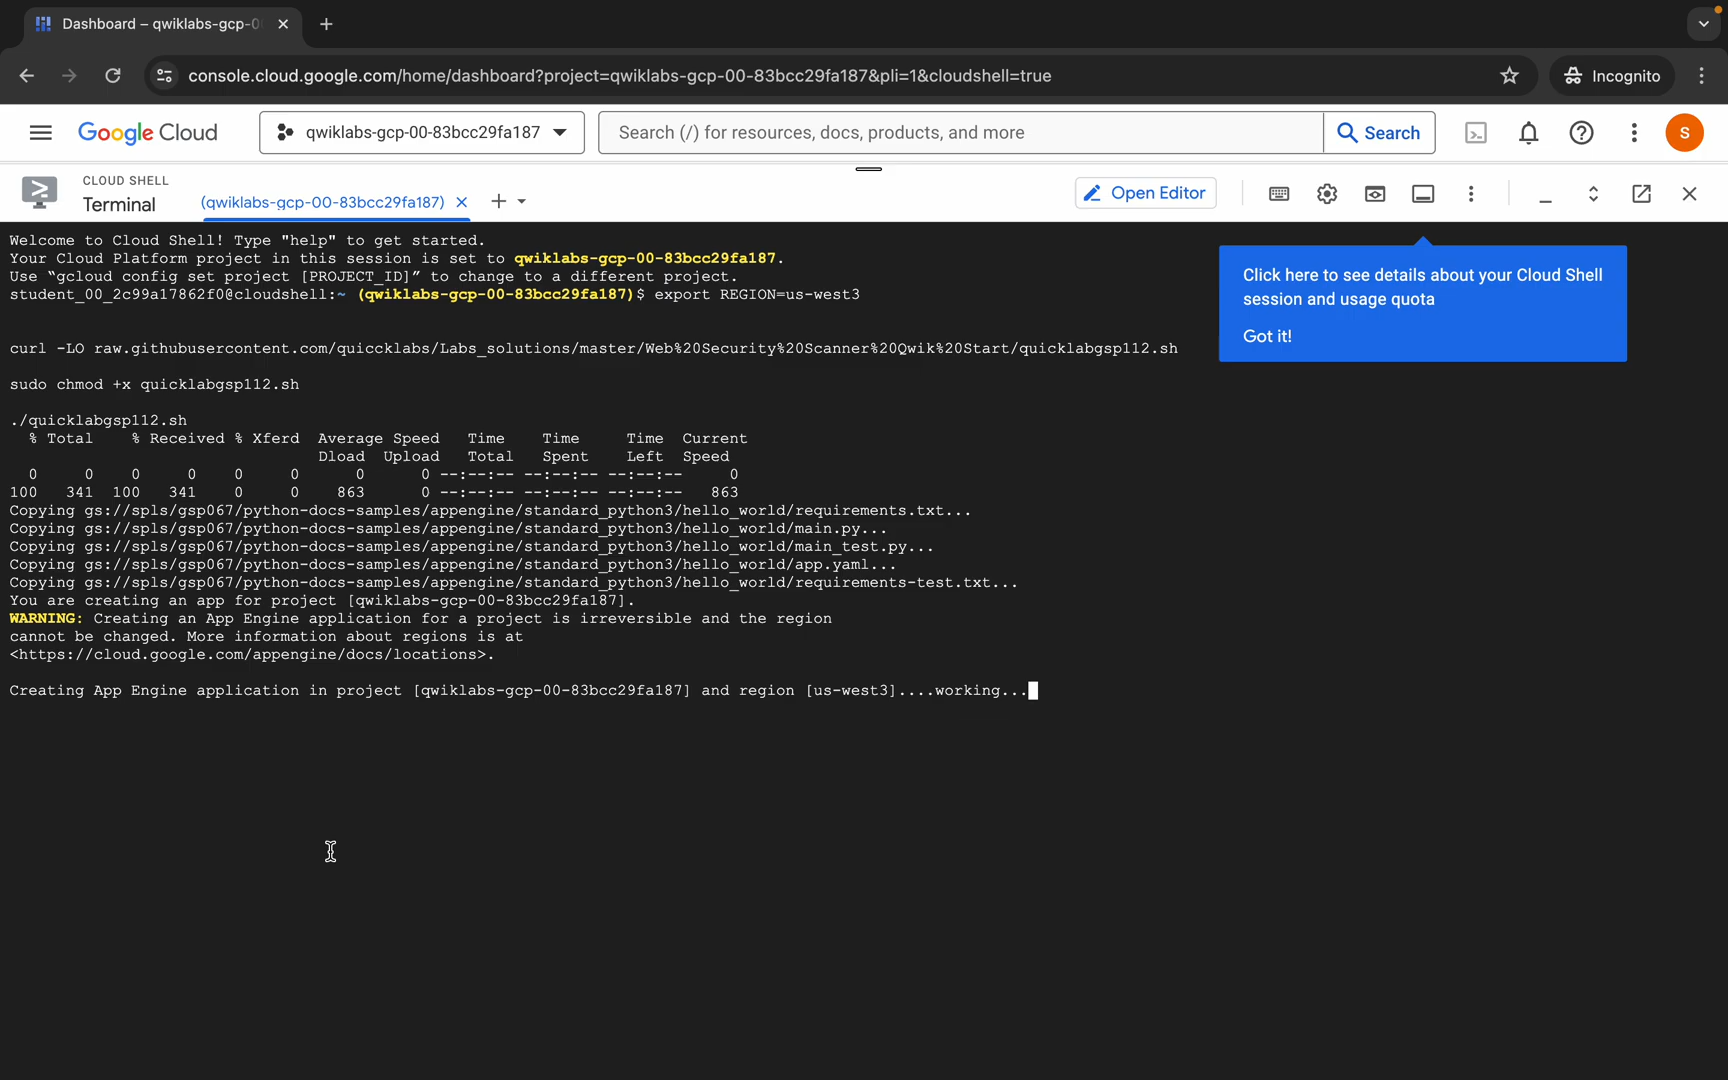 Dashboard – qwiklabs-gcp-0
console.cloud.google.com/home/dashboard?project=qwiklabs-gcp-00-83bcc29fa187&pli=1&cloudshell=true
Incognito
Google Cloud
qwiklabs-gcp-00-83bcc29fa187
Search (/) for resources, docs, products, and more
Search
S
CLOUD SHELL
Terminal
(qwiklabs-gcp-00-83bcc29fa187)
Open Editor
Welcome to Cloud Shell! Type "help" to get started.
Your Cloud Platform project in this session is set to qwiklabs-gcp-00-83bcc29fa187.
Use “gcloud config set project [PROJECT_ID]” to change to a different project.
student_00_2c99a17862f0@cloudshell:~ (qwiklabs-gcp-00-83bcc29fa187)$ export REGION=us-west3
Click here to see details about your Cloud Shell
session and usage quota
Got it!
curl -LO raw.githubusercontent.com/quiccklabs/Labs_solutions/master/Web%20Security%20Scanner%20Qwik%20Start/quicklabgsp112.sh
sudo chmod +x quicklabgsp112.sh
./quicklabgsp112.sh
% Total    % Received % Xferd  Average Speed   Time    Time     Time  Current
Dload  Upload   Total   Spent    Left  Speed
0     0    0     0    0     0      0      0 --:--:-- --:--:-- --:--:--     0
100   341  100   341    0     0    863      0 --:--:-- --:--:-- --:--:--   863
Copying gs://spls/gsp067/python-docs-samples/appengine/standard_python3/hello_world/requirements.txt...
Copying gs://spls/gsp067/python-docs-samples/appengine/standard_python3/hello_world/main.py...
Copying gs://spls/gsp067/python-docs-samples/appengine/standard_python3/hello_world/main_test.py...
Copying gs://spls/gsp067/python-docs-samples/appengine/standard_python3/hello_world/app.yaml...
Copying gs://spls/gsp067/python-docs-samples/appengine/standard_python3/hello_world/requirements-test.txt...
You are creating an app for project [qwiklabs-gcp-00-83bcc29fa187].
WARNING: Creating an App Engine application for a project is irreversible and the region
cannot be changed. More information about regions is at
<https://cloud.google.com/appengine/docs/locations>.
Creating App Engine application in project [qwiklabs-gcp-00-83bcc29fa187] and region [us-west3]....working...